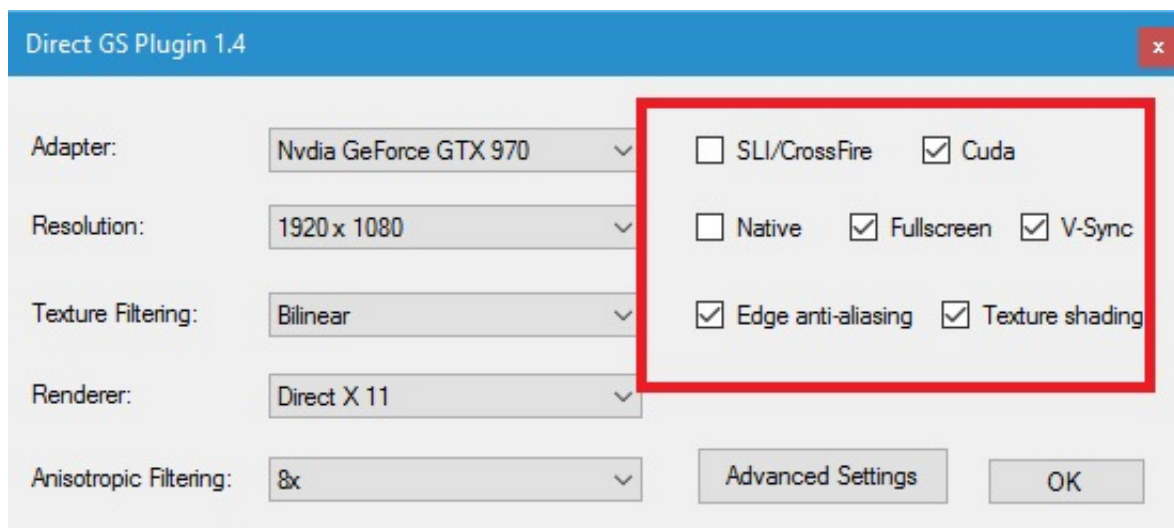 Direct GS Plugin 1.4
x
Adapter: Nvdia GeForce GTX 970 SLI/CrossFire Cuda
Resolution: 1920 x 1080 Native Fullscreen V-Sync
Texture Filtering: Bilinear Edge anti-aliasing Texture shading
Renderer: Direct X 11
Anisotropic Filtering: 8x Advanced Settings OK